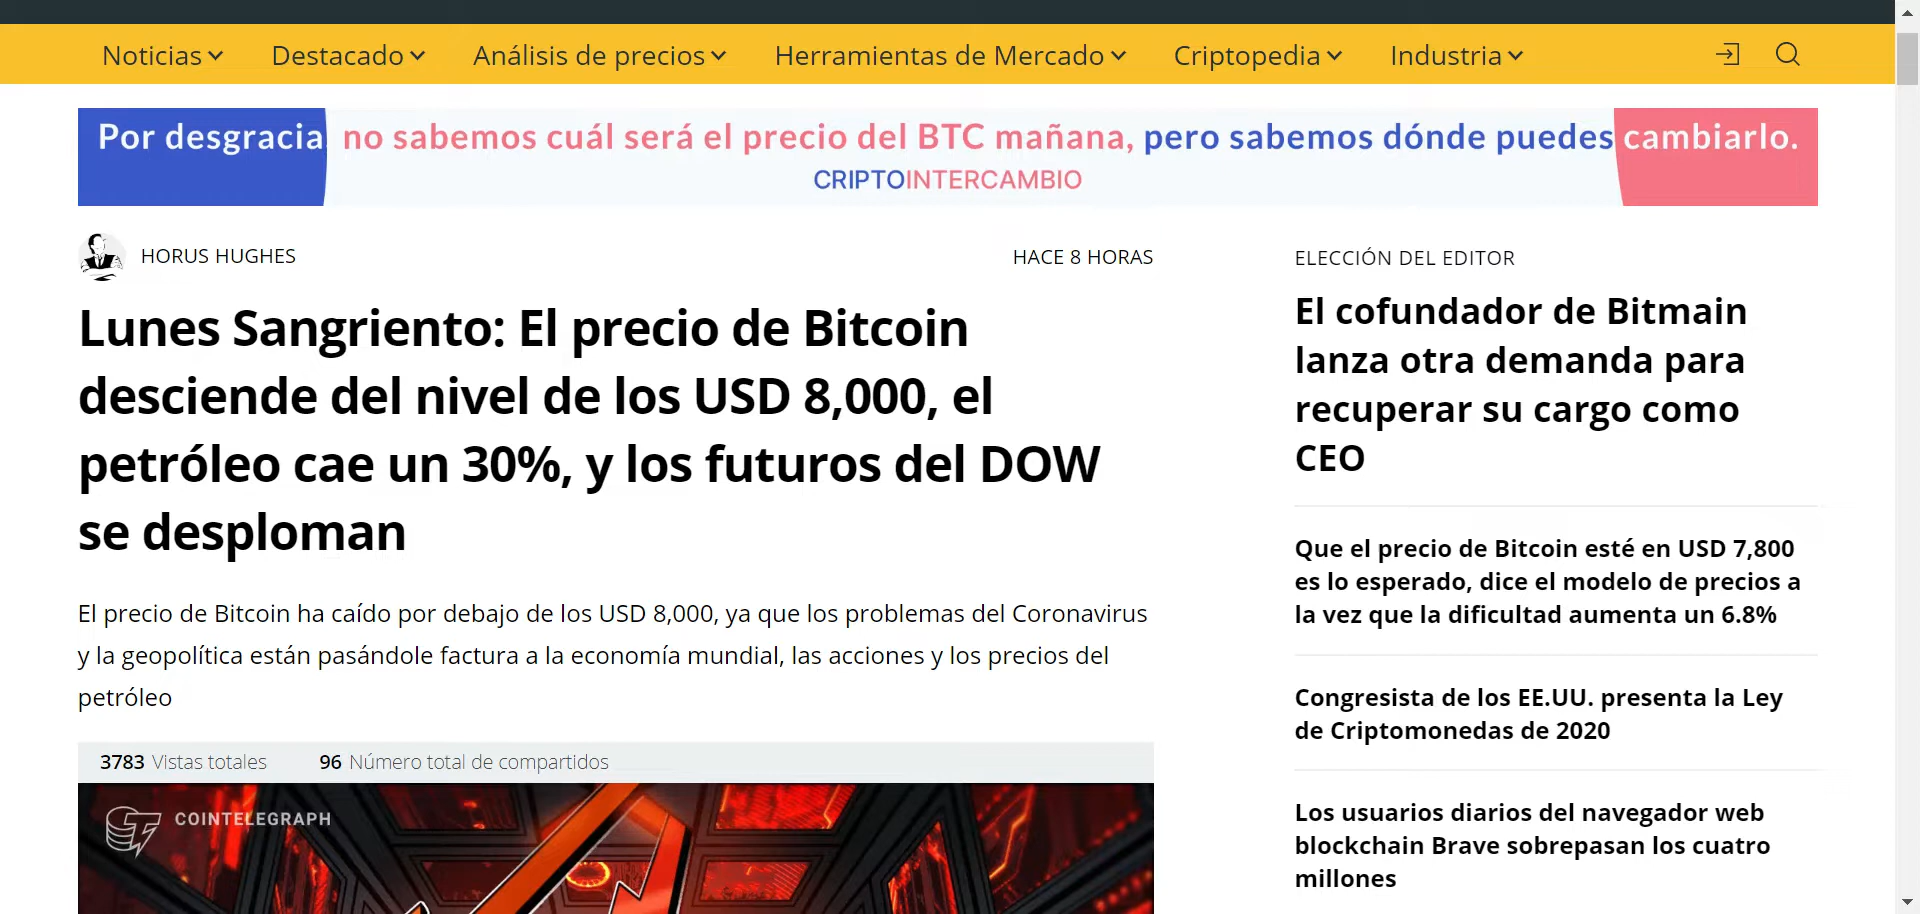 Noticias Destacado Análisis de precios Herramientas de Mercado Criptopedia Industria
Por desgracia, no sabemos cuál será el precio del BTC mañana, pero sabemos dónde puedes cambiarlo.
CRIPTOINTERCAMBIO
HORUS HUGHES
HACE 8 HORAS
Lunes Sangriento: El precio de Bitcoin
desciende del nivel de los USD 8,000, el
petróleo cae un 30%, y los futuros del DOW
se desploman
El precio de Bitcoin ha caído por debajo de los USD 8,000, ya que los problemas del Coronavirus
y la geopolítica están pasándole factura a la economía mundial, las acciones y los precios del
petróleo
3783 Vistas totales 96 Número total de compartidos
COINTELEGRAPH
ELECCIÓN DEL EDITOR
El cofundador de Bitmain
lanza otra demanda para
recuperar su cargo como
CEO
Que el precio de Bitcoin esté en USD 7,800
es lo esperado, dice el modelo de precios a
la vez que la dificultad aumenta un 6.8%
Congresista de los EE.UU. presenta la Ley
de Criptomonedas de 2020
Los usuarios diarios del navegador web
blockchain Brave sobrepasan los cuatro
millones